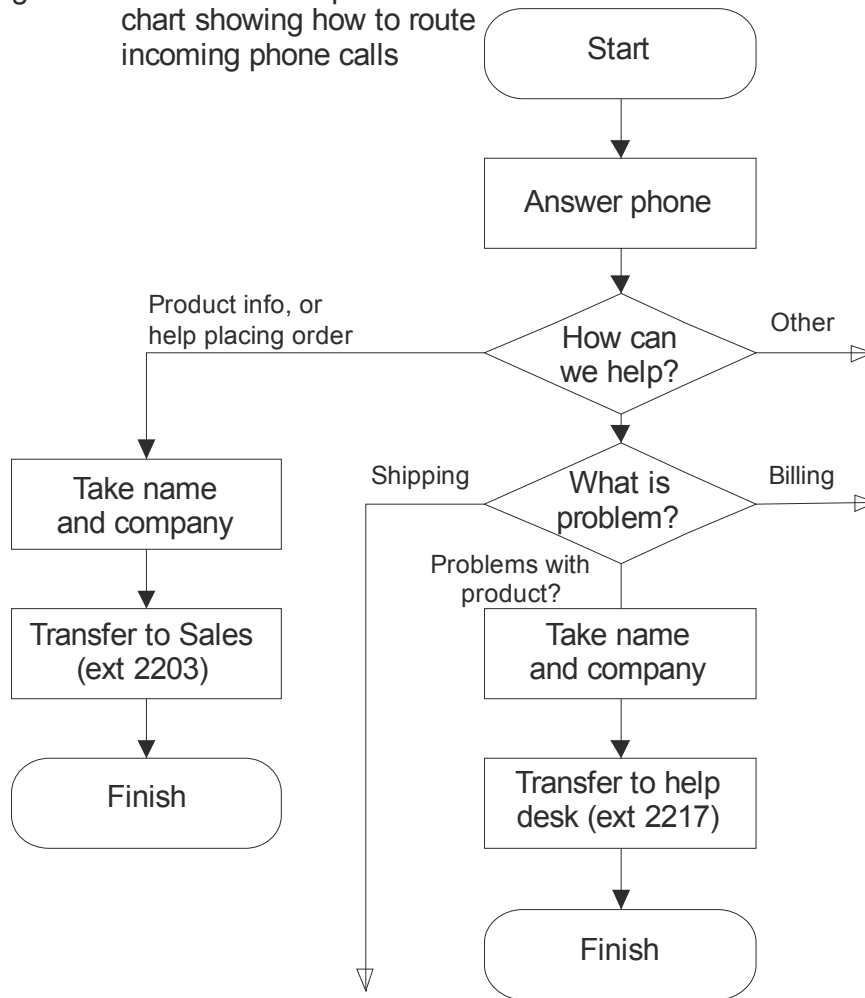 chart showing how to route
incoming phone calls
Start
Answer phone
Product info, or
help placing order
How can
we help?
Other
Take name
and company
Shipping
What is
problem?
Billing
Problems with
product?
Transfer to Sales
(ext 2203)
Take name
and company
Finish
Transfer to help
desk (ext 2217)
Finish